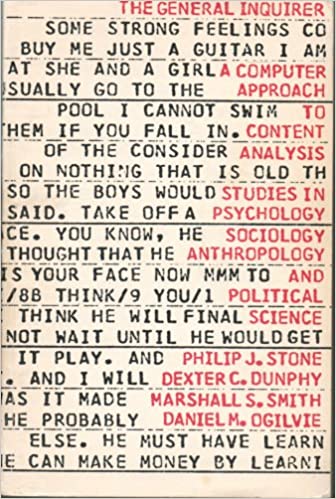 THE GENERAL INQUIRER
SOME STRONG FEELINGS CO
BUY ME JUST A GUITAR I AM
AT SHE AND A GIRL A COMPUTER
USUALLY GO TO THE APPROACH
POOL I CANNOT SWIM TO
THEM IF YOU FALL IN. CONTENT
OF THE CONSIDER ANALYSIS
ON NOTHING THAT IS OLD TH
SO THE BOYS WOULD STUDIES IN
SAID. TAKE OFF A PSYCHOLOGY
ACE. YOU KNOW, HE SOCIOLOGY
THOUGHT THAT HE ANTHROPOLOGY
IS YOUR FACE NOW MMM TO AND
/88 THINK/9 YOU/1 POLITICAL
THINK HE WILL FINAL SCIENCE
NOT WAIT UNTIL HE WOULD GET
IT PLAY. AND PHILIP J. STONE
. AND I WILL DEXTER C. DUNPHY
AS IT MADE MARSHALL S. SMITH
HE PROBABLY DANIEL M. OGILVIE
ELSE. HE MUST HAVE LEARN
E CAN MAKE MONEY BY LEARNI